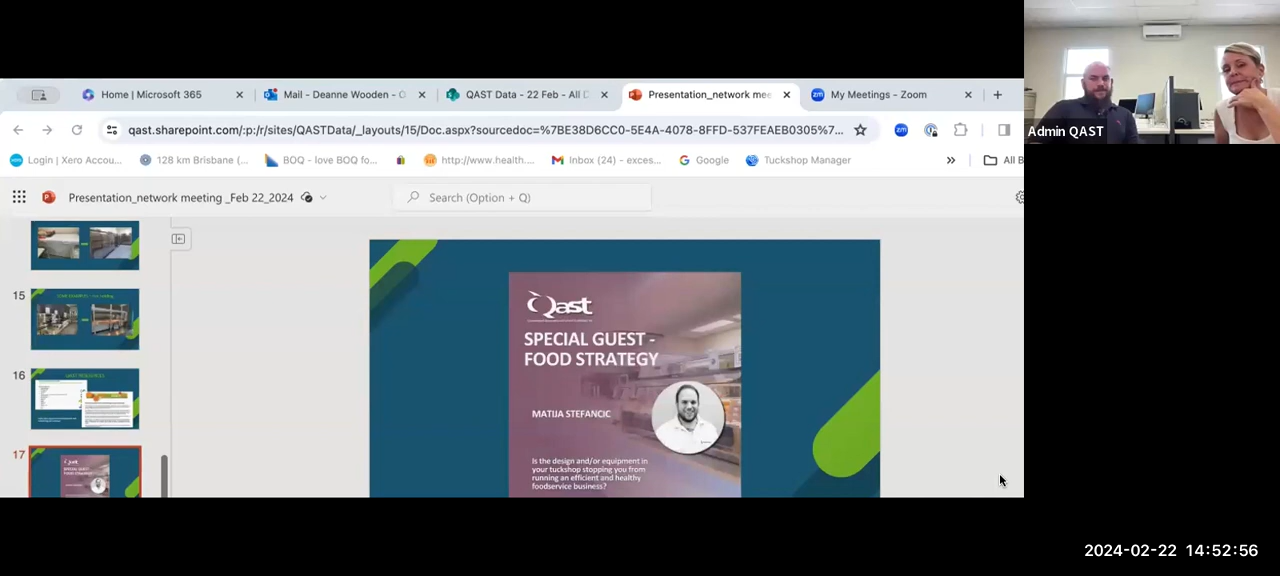 Home | Microsoft 365
Mail - Deanne Wooden - O
QAST Data - 22 Feb - All D
Presentation_network mee
My Meetings - Zoom
qast.sharepoint.com/:p:/r/sites/QASTData/_layouts/15/Doc.aspx?sourcedoc=%7BE38D6CC0-5E4A-4078-8FFD-537FEAEB0305%7...
Login | Xero Accou...
128 km Brisbane (...
BOQ - love BOQ fo...
http://www.health....
Inbox (24) - exces...
Google
Tuckshop Manager
All B
Presentation_network meeting _Feb 22_2024
Search (Option + Q)
15
16
17
Qast
SPECIAL GUEST -
FOOD STRATEGY
MATIJA STEFANCIC
Is the design and/or equipment in
your tuckshop stopping you from
running an efficient and healthy
foodservice business?
Admin QAST
2024-02-22 14:52:56